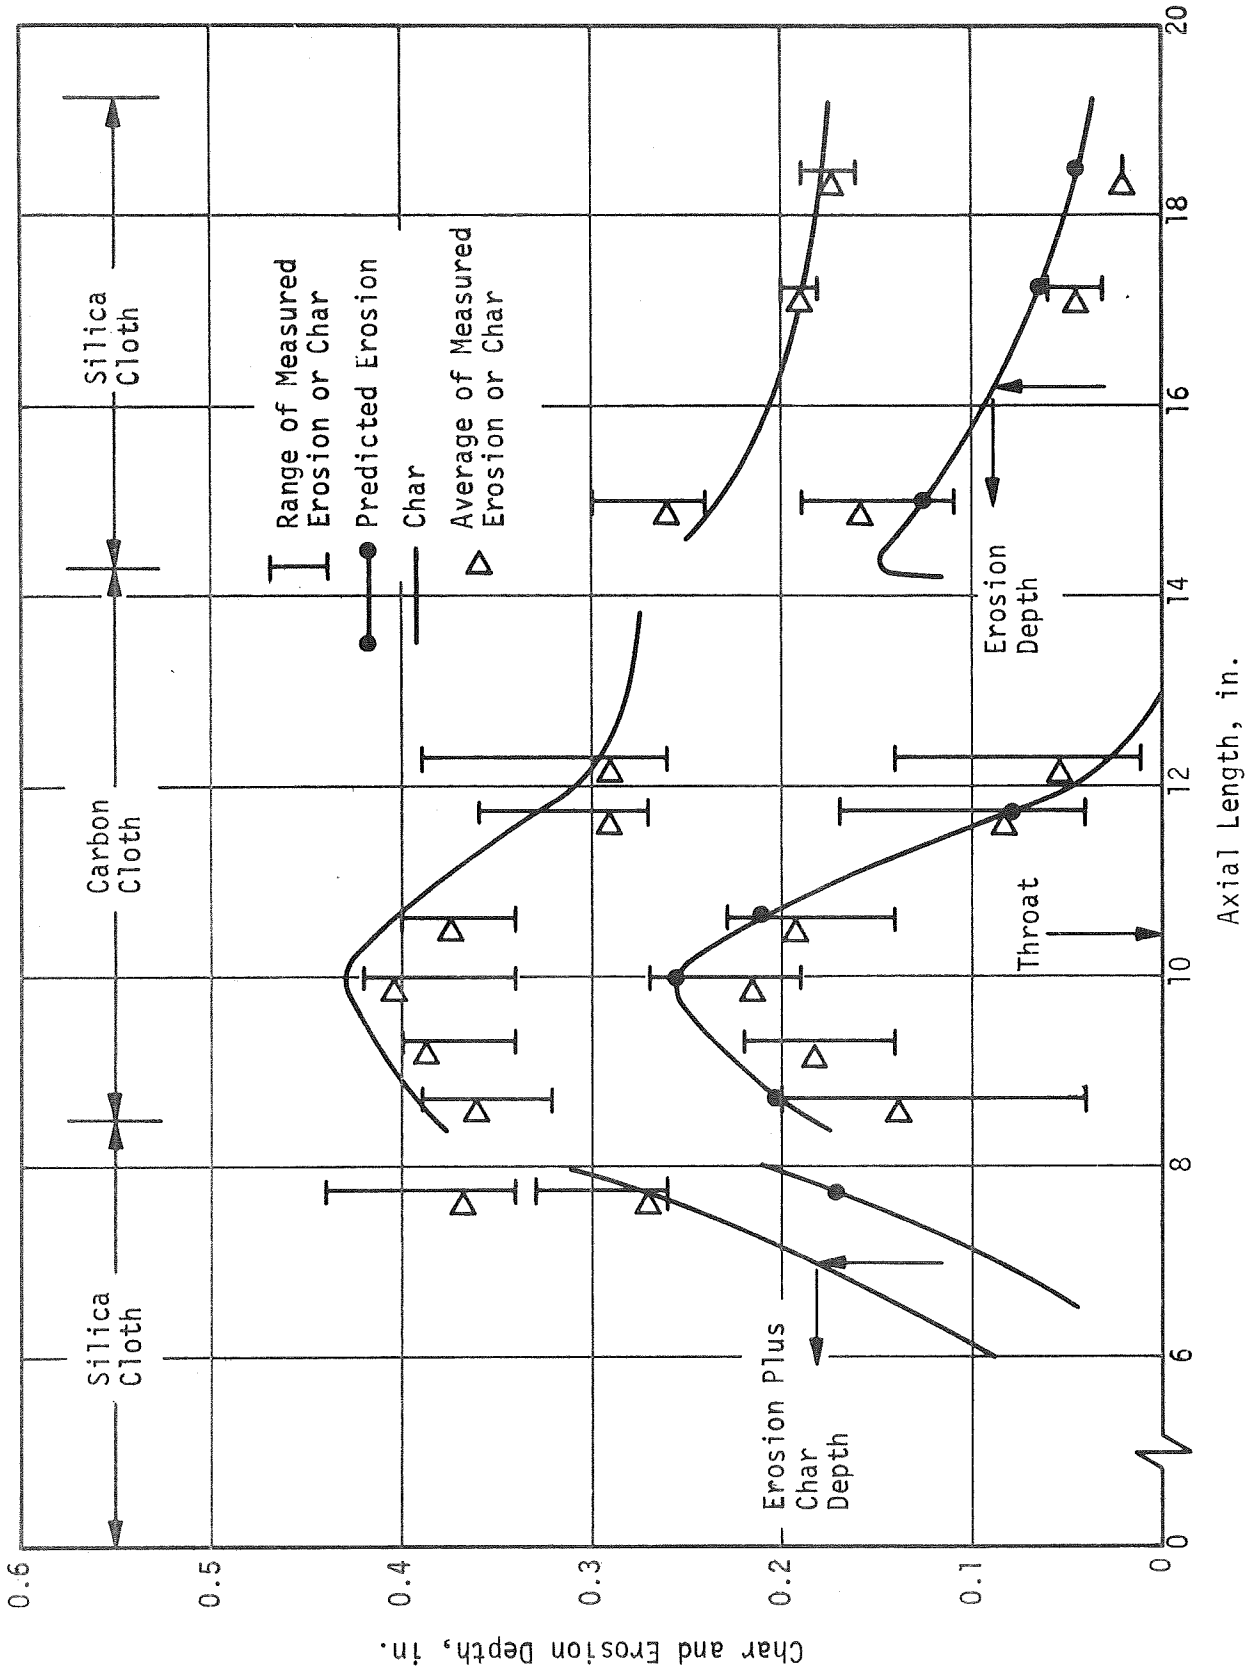 Silica
Cloth
Carbon
Cloth
Silica
Cloth
Range of Measured
Erosion or Char
Predicted Erosion
Char
Average of Measured
Erosion or Char
Erosion Plus
Char
Depth
Erosion
Depth
Throat
Char and Erosion Depth, in.
0.6
0.5
0.4
0.3
0.2
0.1
0
0
6
8
10
12
14
16
18
20
Axial Length, in.